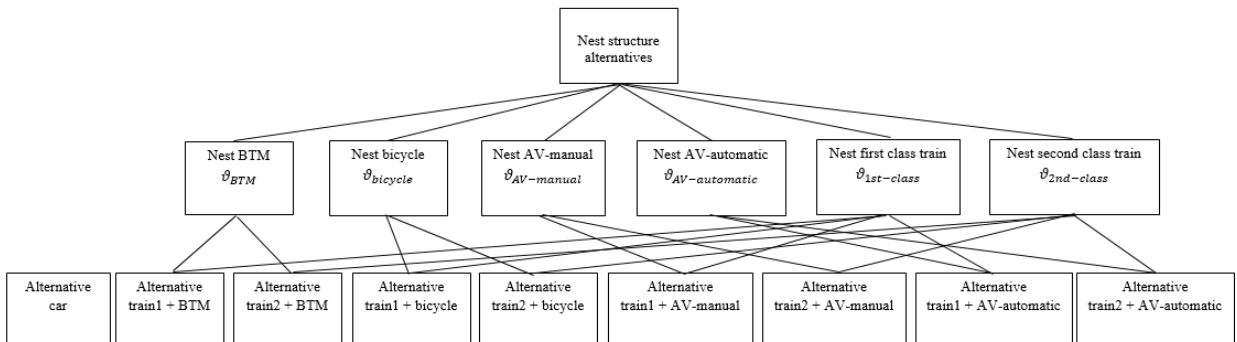 Nest structure
alternatives
Nest BTM
ϑ_BTM
Nest bicycle
ϑ_bicycle
Nest AV-manual
ϑ_AV−manual
Nest AV-automatic
ϑ_AV−automatic
Nest first class train
ϑ_1st−class
Nest second class train
ϑ_2nd−class
Alternative
car
Alternative
train1 + BTM
Alternative
train2 + BTM
Alternative
train1 + bicycle
Alternative
train2 + bicycle
Alternative
train1 + AV-manual
Alternative
train2 + AV-manual
Alternative
train1 + AV-automatic
Alternative
train2 + AV-automatic